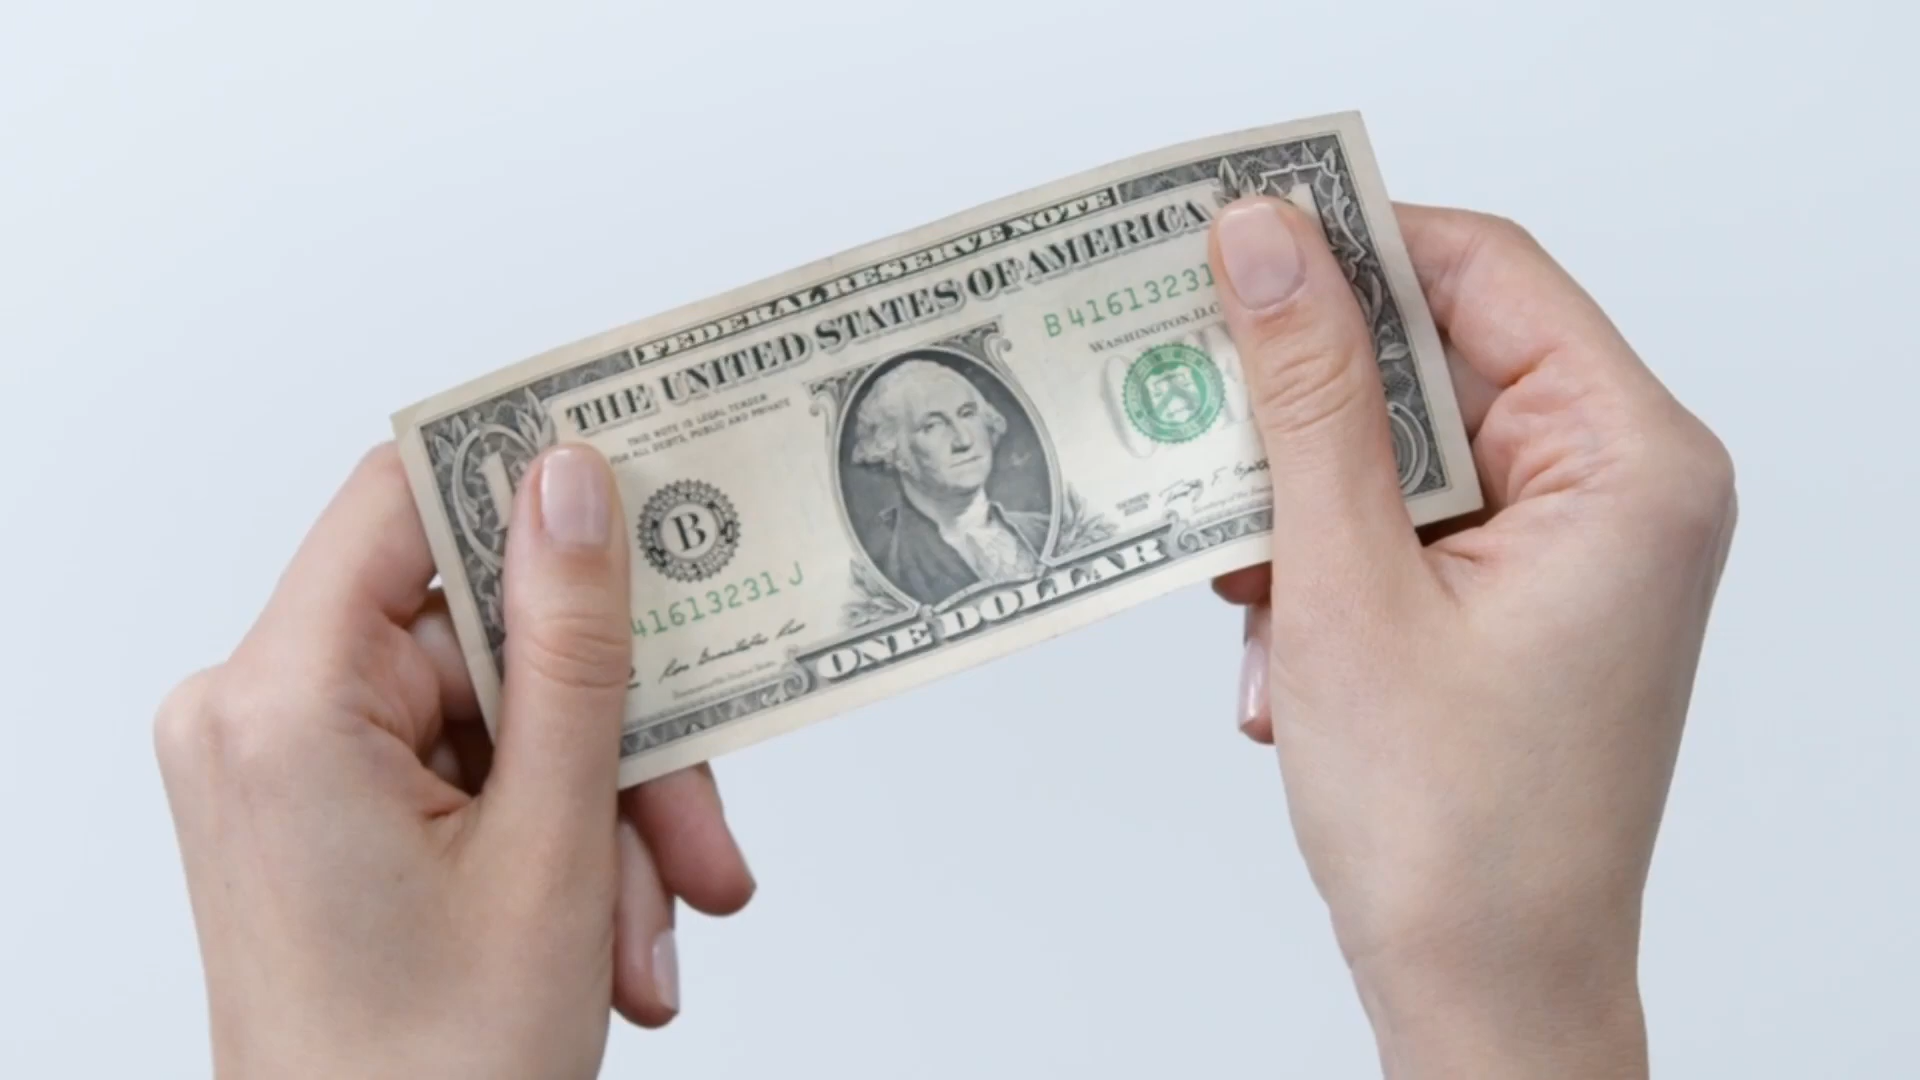 FEDERAL RESERVE NOTE
THE UNITED STATES OF AMERICA
THIS NOTE IS LEGAL TENDER
FOR ALL DEBTS, PUBLIC AND PRIVATE
B 41613231
WASHINGTON, D.C.
B
41613231 J
SERIES
ONE DOLLAR